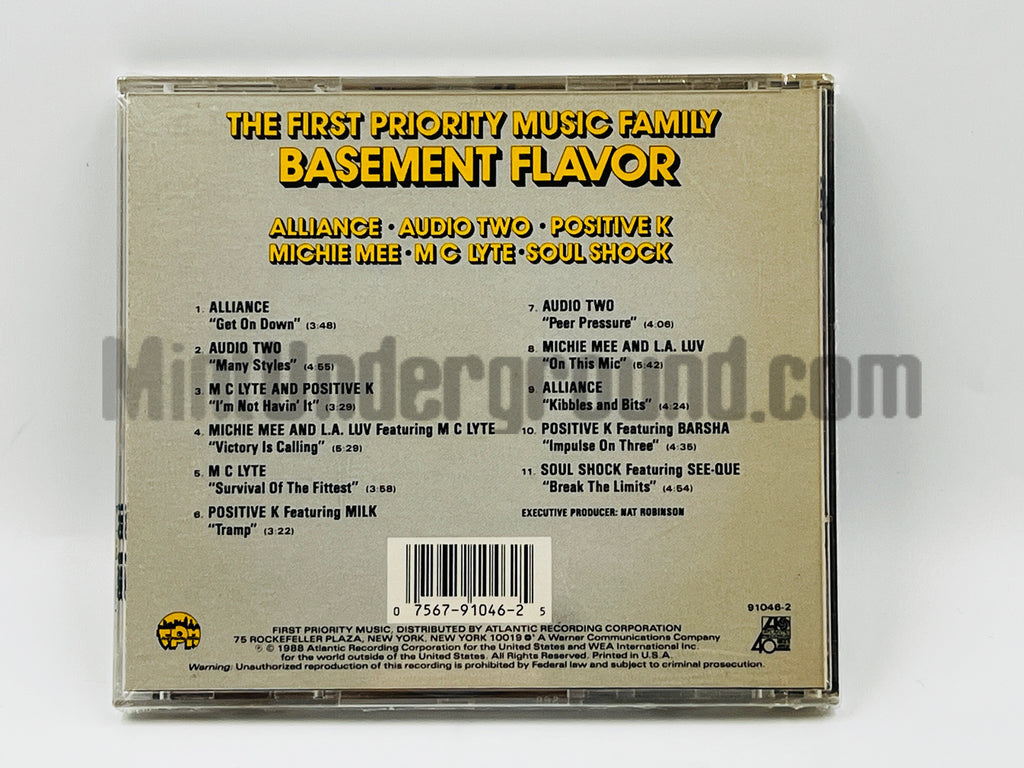 THE FIRST PRIORITY MUSIC FAMILY
BASEMENT FLAVOR
ALLIANCE • AUDIO TWO • POSITIVE K
MICHIE MEE • M C LYTE • SOUL SHOCK
1. ALLIANCE
"Get On Down" (3:48)
2. AUDIO TWO
"Many Styles" (4:55)
3. M C LYTE AND POSITIVE K
"I'm Not Havin' It" (3:29)
4. MICHIE MEE AND L.A. LUV Featuring M C LYTE
"Victory Is Calling" (5:29)
5. M C LYTE
"Survival Of The Fittest" (3:58)
6. POSITIVE K Featuring MILK
"Tramp" (3:22)
7. AUDIO TWO
"Peer Pressure" (4:06)
8. MICHIE MEE AND L.A. LUV
"On This Mic" (5:42)
9. ALLIANCE
"Kibbles and Bits" (4:24)
10. POSITIVE K Featuring BARSHA
"Impulse On Three" (4:35)
11. SOUL SHOCK Featuring SEE-QUE
"Break The Limits" (4:54)
EXECUTIVE PRODUCER: NAT ROBINSON
MintUnderground.com
0 7567-91046-2 5
91046-2
FPM
40
FIRST PRIORITY MUSIC, DISTRIBUTED BY ATLANTIC RECORDING CORPORATION
75 ROCKEFELLER PLAZA, NEW YORK, NEW YORK 10019 A Warner Communications Company
℗ © 1988 Atlantic Recording Corporation for the United States and WEA International Inc.
for the world outside of the United States. All Rights Reserved. Printed in U.S.A.
Warning: Unauthorized reproduction of this recording is prohibited by Federal law and subject to criminal prosecution.